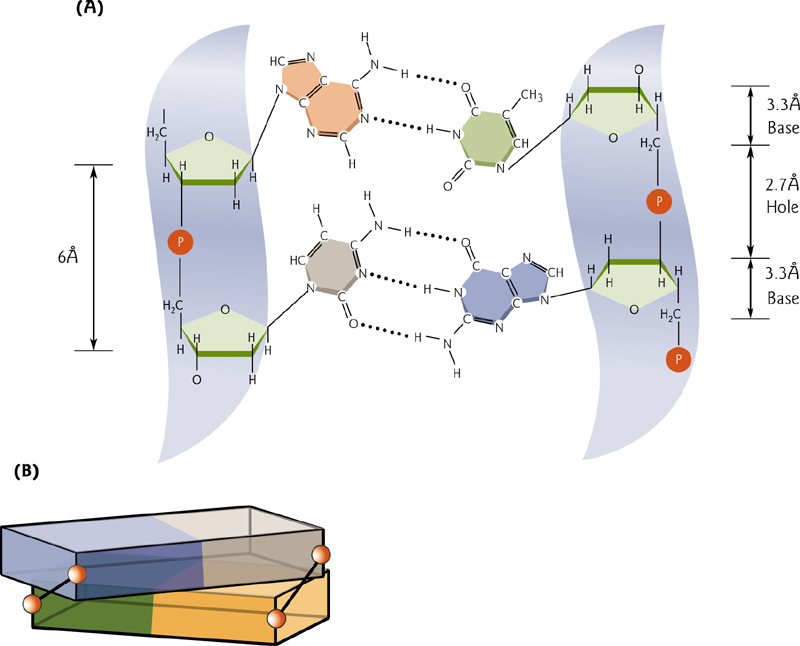 (A)
H
HC N N H
C C
N C N
C N C
H
O
C
CH₃
H N C
C CH
O N
H H O
H H H
O
H₂C
3.3Å
Base
H₂C
O
H H H
H
6Å
P
P
2.7Å
Hole
H
H N H
C C
HC N
N C
O
O
C C N
H N CH
C C N
H N N
H
H₂C
O
H H H
O H
H
H H H
O
H₂C
P
3.3Å
Base
(B)